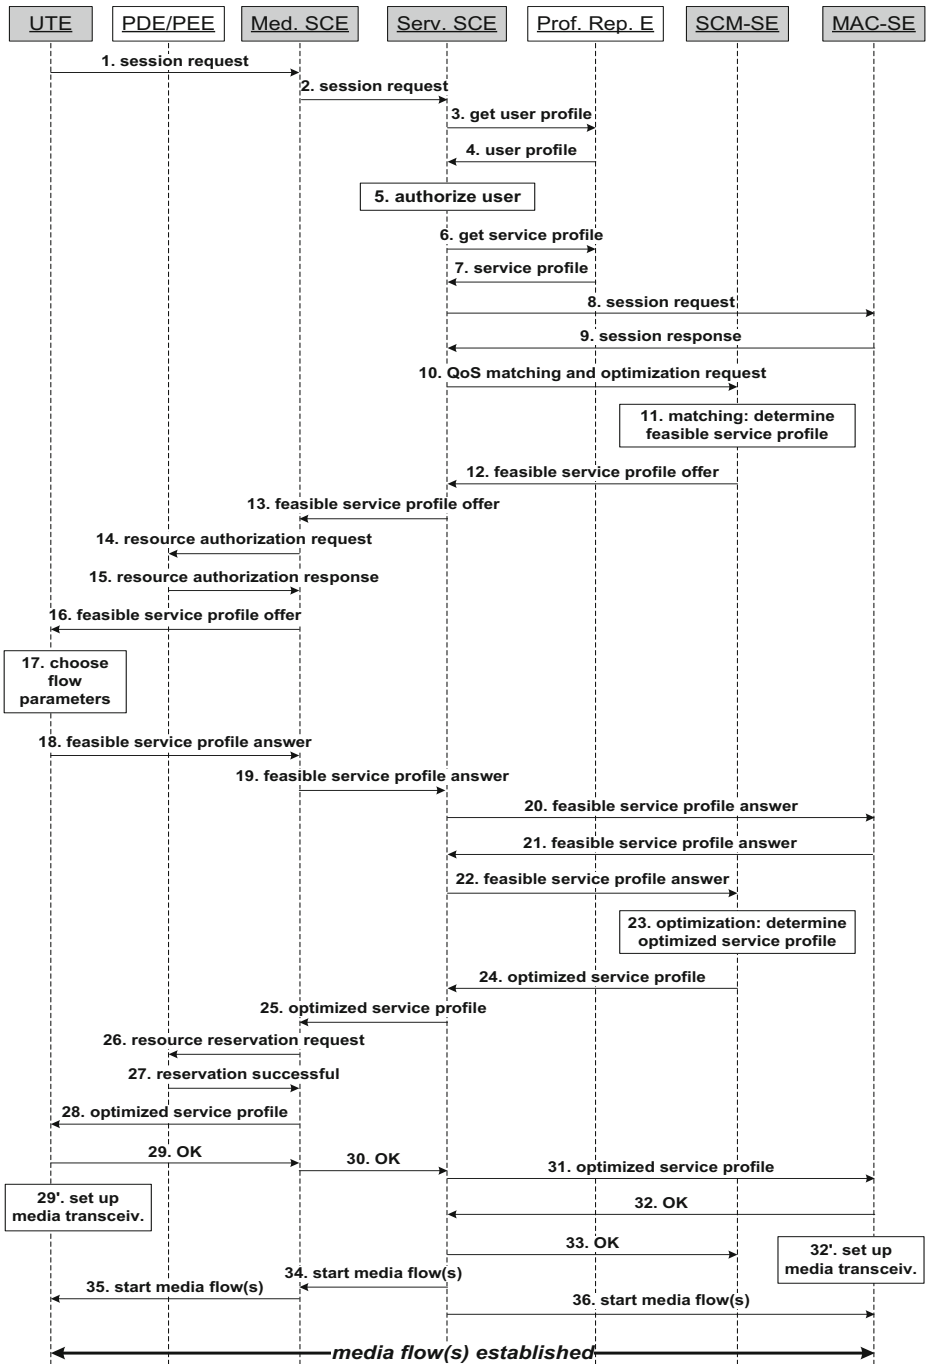 UTE PDE/PEE Med. SCE Serv. SCE Prof. Rep. E SCM-SE MAC-SE
1. session request
2. session request
3. get user profile
4. user profile
5. authorize user
6. get service profile
7. service profile
8. session request
9. session response
10. QoS matching and optimization request
11. matching: determine
feasible service profile
12. feasible service profile offer
13. feasible service profile offer
14. resource authorization request
15. resource authorization response
16. feasible service profile offer
17. choose
flow
parameters
18. feasible service profile answer
19. feasible service profile answer
20. feasible service profile answer
21. feasible service profile answer
22. feasible service profile answer
23. optimization: determine
optimized service profile
24. optimized service profile
25. optimized service profile
26. resource reservation request
27. reservation successful
28. optimized service profile
29. OK
30. OK
31. optimized service profile
29'. set up
media transceiv.
32. OK
33. OK
32'. set up
media transceiv.
34. start media flow(s)
35. start media flow(s)
36. start media flow(s)
media flow(s) established